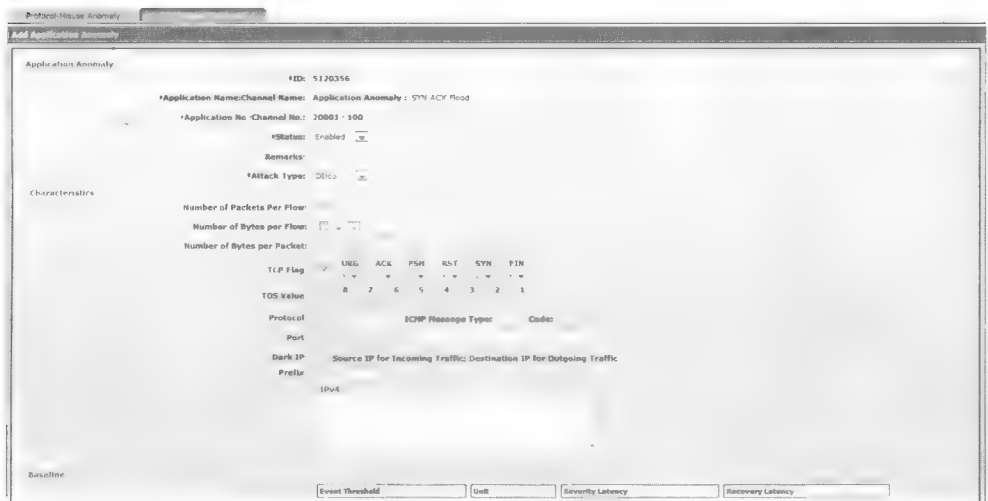 Protocol-Misuse Anomaly
Add Application Anomaly
Application Anomaly
*ID: 5120356
*Application Name:Channel Name: Application Anomaly : SYN ACK Flood
*Application No :Channel No.: 20001 : 100
*Status: Enabled
Remarks:
*Attack Type: DDoS
Characteristics
Number of Packets Per Flow:
Number of Bytes per Flow:
Number of Bytes per Packet:
TCP Flag URG ACK PSH RST SYN FIN
TOS Value 8 7 6 5 4 3 2 1
Protocol ICMP Message Type: Code:
Port
Dark IP Source IP for Incoming Traffic; Destination IP for Outgoing Traffic
Prefix
IPv4
Baseline
Event Threshold Unit Severity Latency Recovery Latency